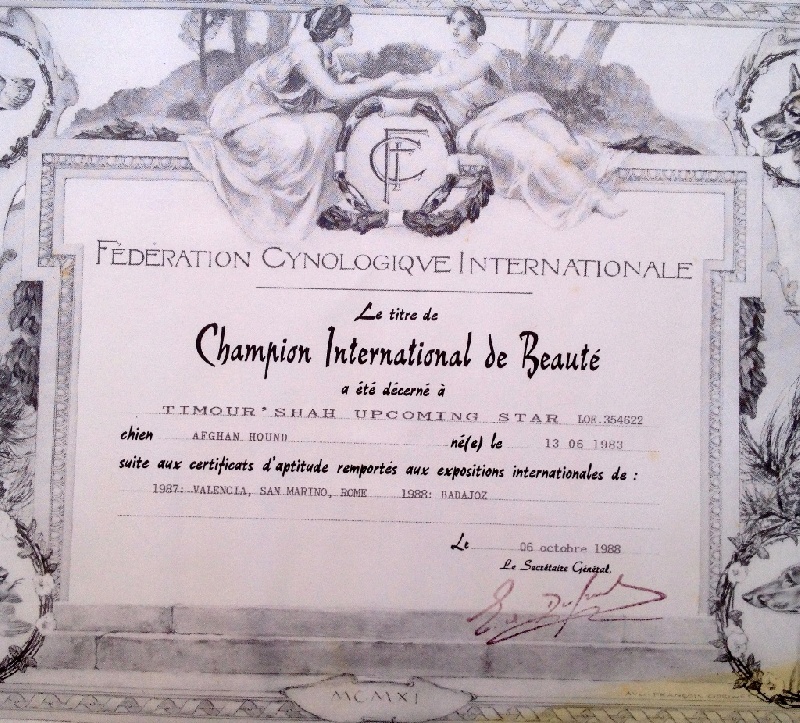 FCI
FÉDÉRATION CYNOLOGIQVE INTERNATIONALE
Le titre de
Champion International de Beauté
a été décerné à
TIMOUR'SHAH UPCOMING STAR LOE.354622
chien AFGHAN HOUND né(e) le 13 06 1983
suite aux certificats d'aptitude remportés aux expositions internationales de :
1987: VALENCIA, SAN MARINO, ROME 1988: BADAJOZ
Le 06 octobre 1988
Le Secrétaire Général.
MCMXI